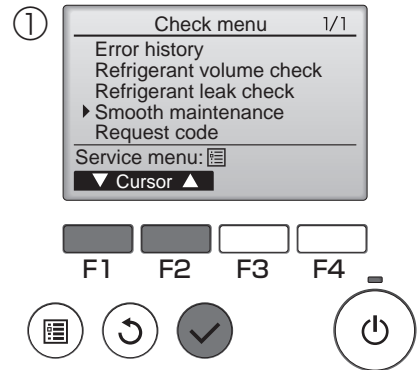 ①
Check menu 1/1
Error history
Refrigerant volume check
Refrigerant leak check
Smooth maintenance
Request code
Service menu:
▼ Cursor ▲
F1 F2 F3 F4